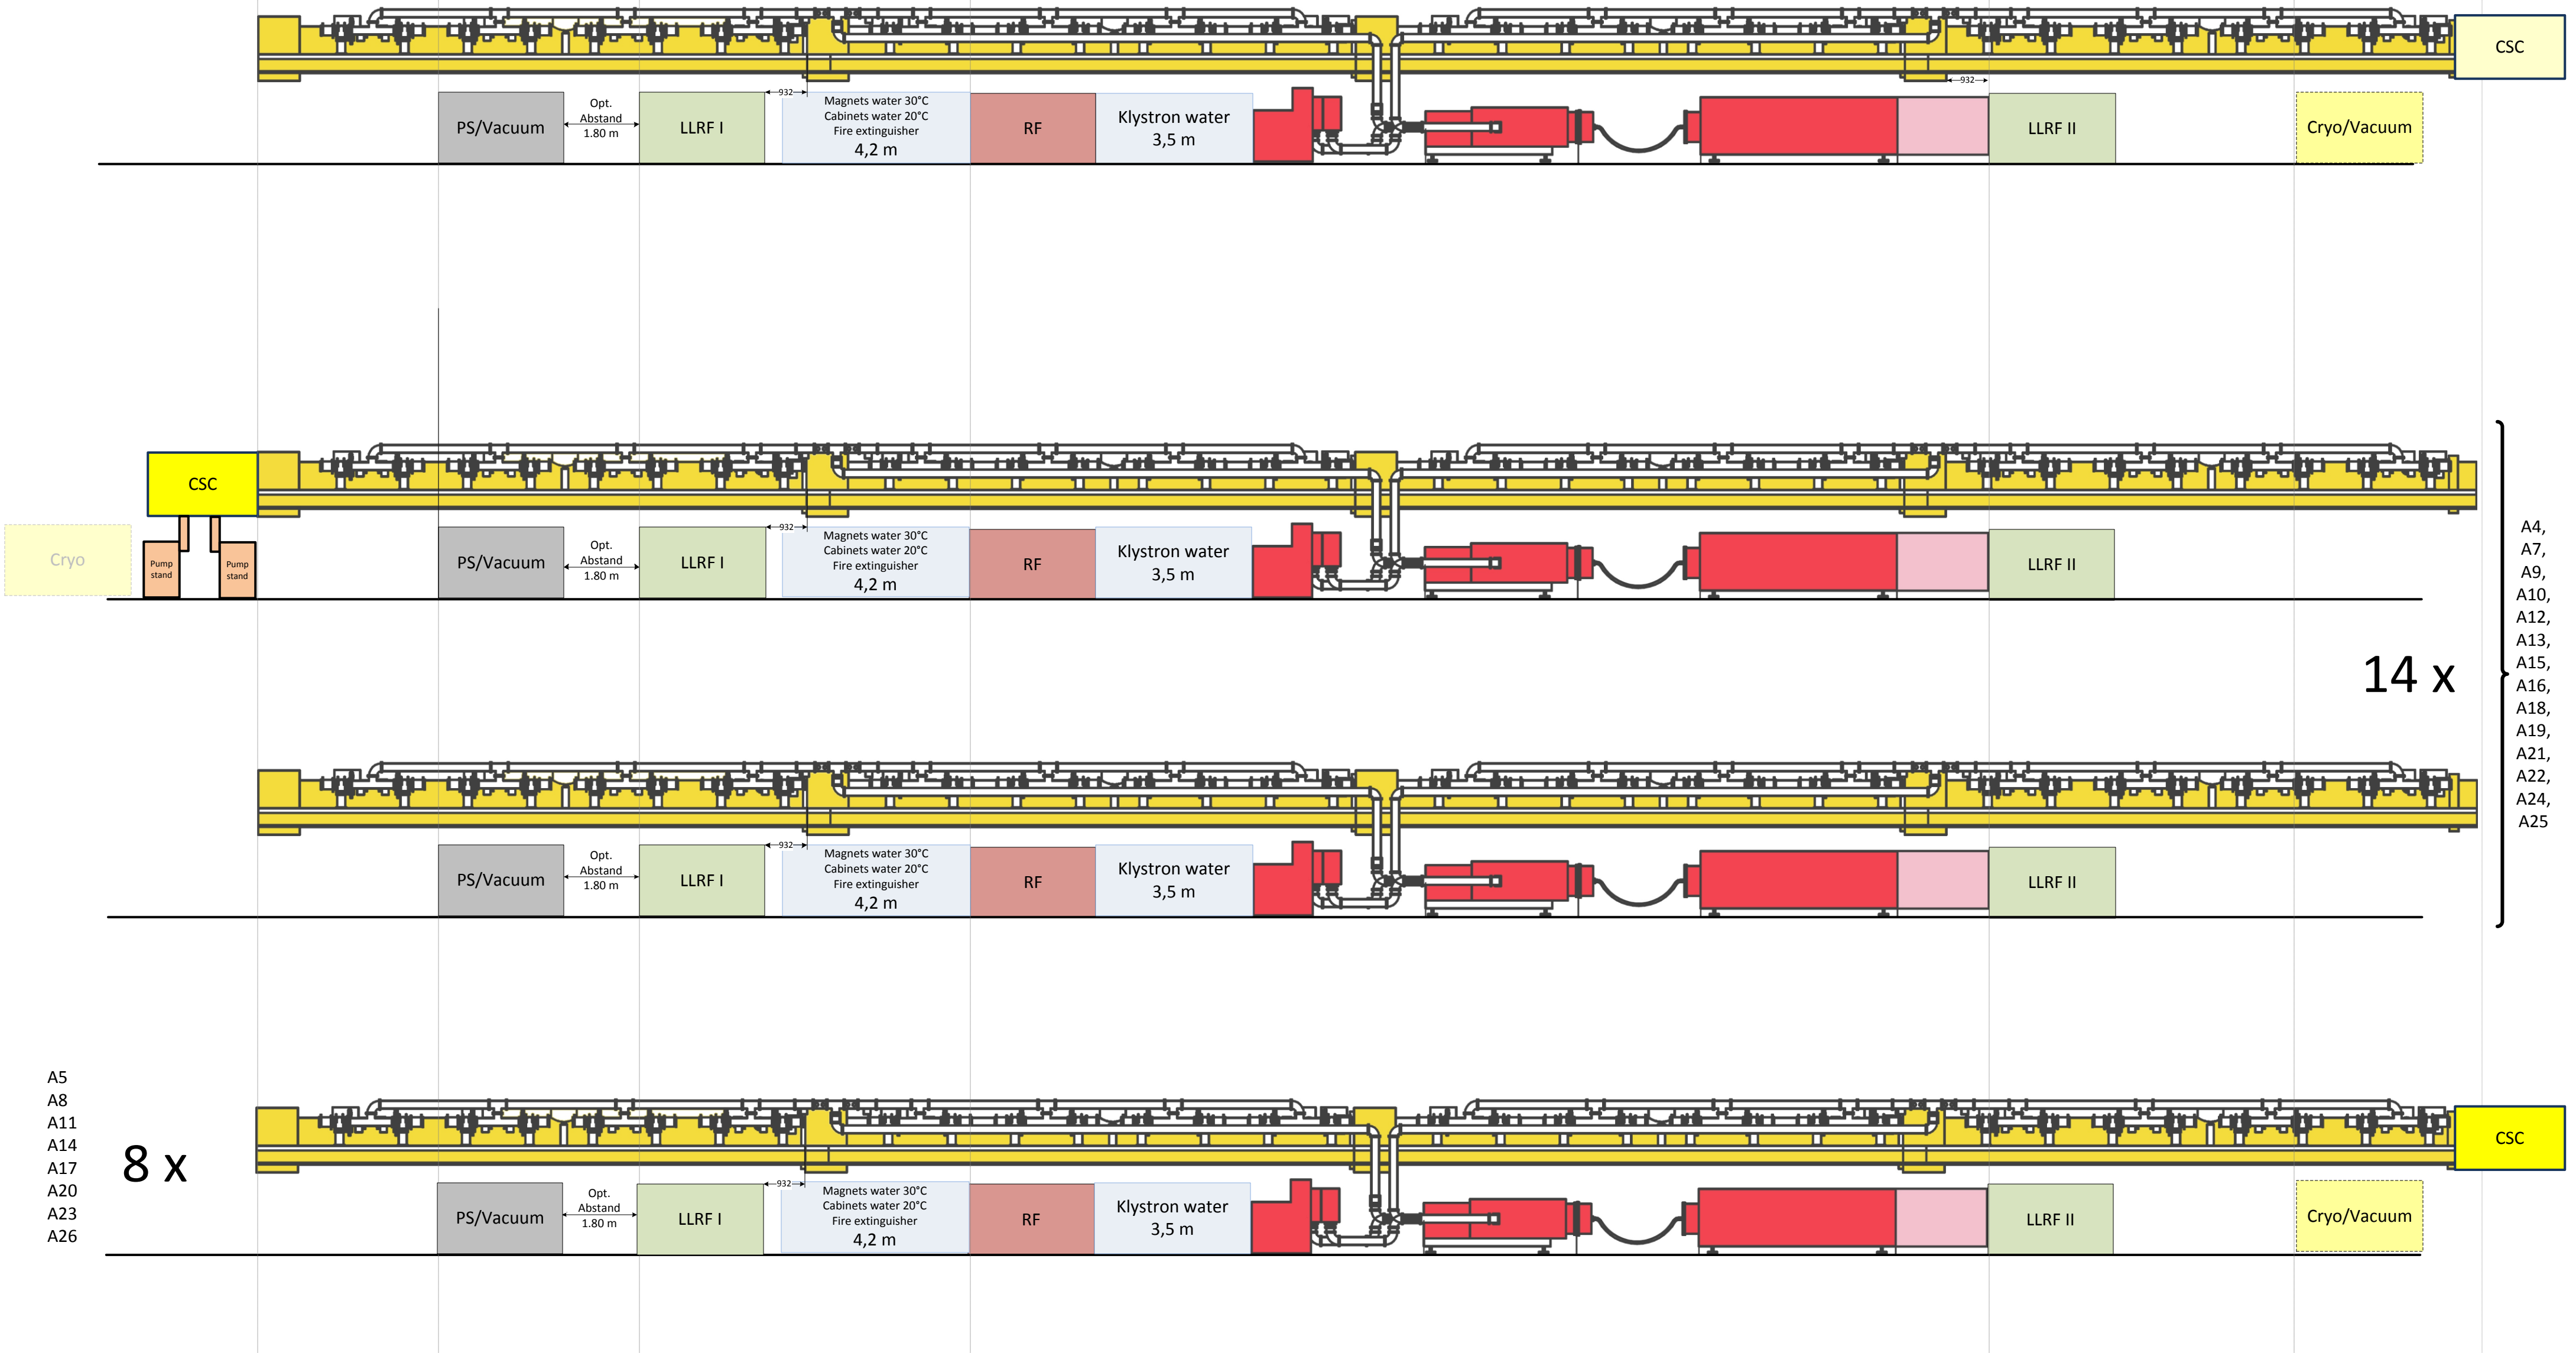 CSC
932
932
PS/Vacuum
Opt.
Abstand
1.80 m
LLRF I
Magnets water 30°C
Cabinets water 20°C
Fire extinguisher
4,2 m
RF
Klystron water
3,5 m
LLRF II
Cryo/Vacuum
CSC
Cryo
Pump
stand
Pump
stand
PS/Vacuum
Opt.
Abstand
1.80 m
LLRF I
932
Magnets water 30°C
Cabinets water 20°C
Fire extinguisher
4,2 m
RF
Klystron water
3,5 m
LLRF II
14 x
A4,
A7,
A9,
A10,
A12,
A13,
A15,
A16,
A18,
A19,
A21,
A22,
A24,
A25
PS/Vacuum
Opt.
Abstand
1.80 m
LLRF I
932
Magnets water 30°C
Cabinets water 20°C
Fire extinguisher
4,2 m
RF
Klystron water
3,5 m
LLRF II
A5
A8
A11
A14
A17
A20
A23
A26
8 x
CSC
PS/Vacuum
Opt.
Abstand
1.80 m
LLRF I
932
Magnets water 30°C
Cabinets water 20°C
Fire extinguisher
4,2 m
RF
Klystron water
3,5 m
LLRF II
Cryo/Vacuum